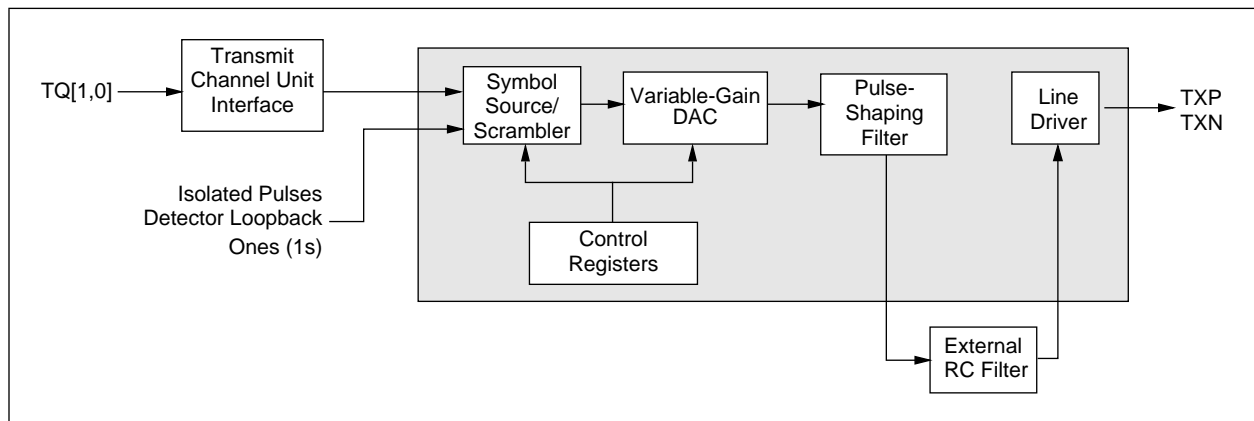 TQ[1,0]
Transmit
Channel Unit
Interface
Isolated Pulses
Detector Loopback
Ones (1s)
Symbol
Source/
Scrambler
Variable-Gain
DAC
Pulse-
Shaping
Filter
Line
Driver
TXP
TXN
Control
Registers
External
RC Filter